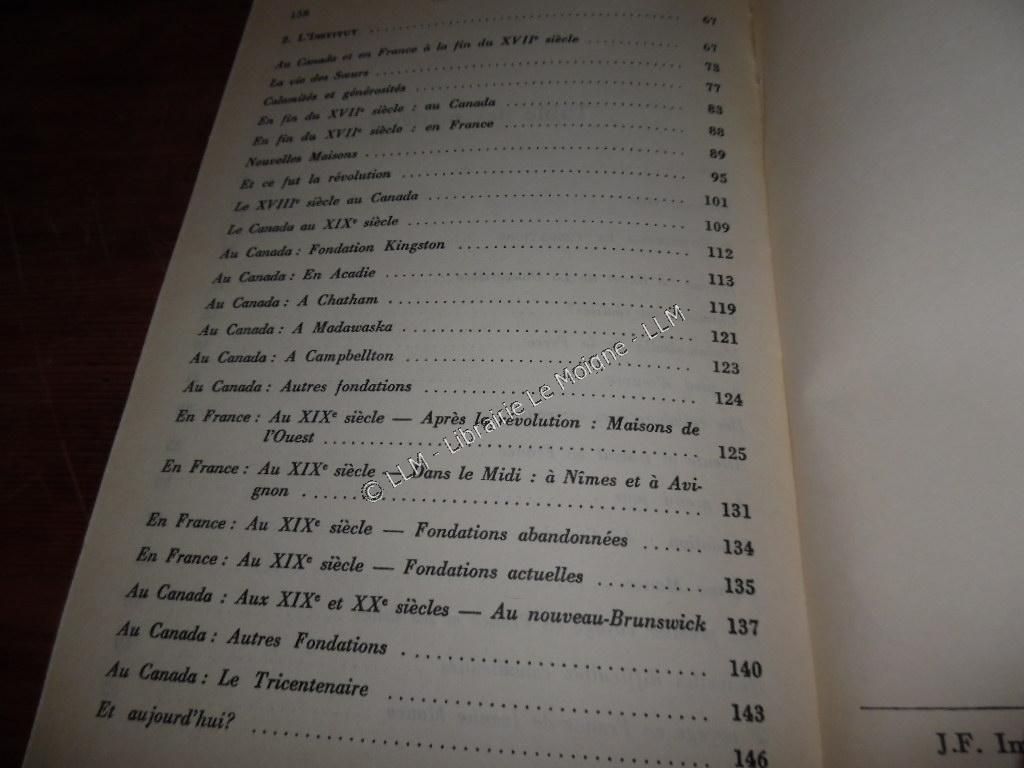 158
2. L'INSTITUT ........ 67
Au Canada et en France à la fin du XVIIe siècle ........ 67
La vie des Sœurs ........ 73
Calamités et générosités ........ 77
En fin du XVIIe siècle : au Canada ........ 83
En fin du XVIIe siècle : en France ........ 88
Nouvelles Maisons ........ 89
Et ce fut la révolution ........ 95
Le XVIIIe siècle au Canada ........ 101
Le Canada au XIXe siècle ........ 109
Au Canada : Fondation Kingston ........ 112
Au Canada : En Acadie ........ 113
Au Canada : A Chatham ........ 119
Au Canada : A Madawaska ........ 121
Au Canada : A Campbellton ........ 123
Au Canada : Autres fondations ........ 124
En France : Au XIXe siècle — Après la révolution : Maisons de
l'Ouest ........ 125
En France : Au XIXe siècle — Dans le Midi : à Nîmes et à Avi-
gnon ........ 131
En France : Au XIXe siècle — Fondations abandonnées ...... 134
En France : Au XIXe siècle — Fondations actuelles ........ 135
Au Canada : Aux XIXe et XXe siècles — Au nouveau-Brunswick 137
Au Canada : Autres Fondations ........ 140
Au Canada : Le Tricentenaire ........ 143
Et aujourd'hui? ........ 146
© LLM - Librairie Le Moigne - LLM
J.F.